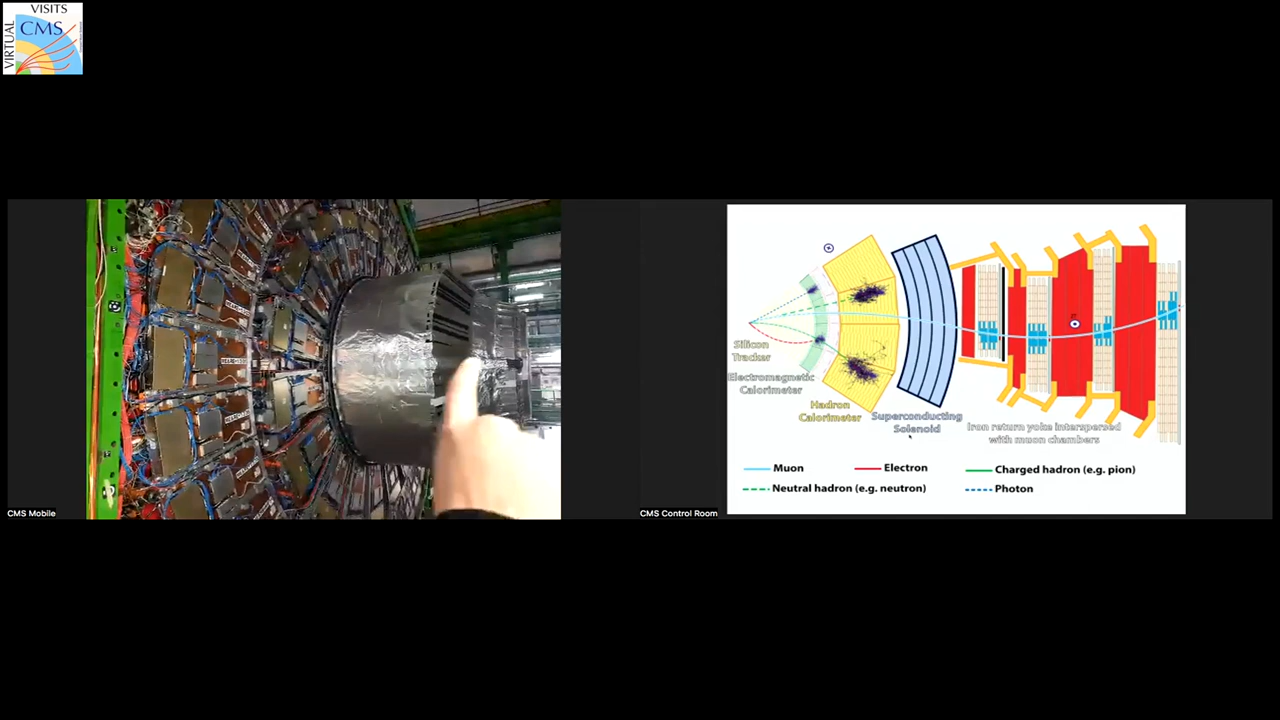 VISITS
CMS
VIRTUAL
CMS Mobile
Silicon
Tracker
Electromagnetic
Calorimeter
Hadron
Calorimeter
Superconducting
Solenoid
Iron return yoke interspersed
with muon chambers
Muon
Electron
Charged hadron (e.g. pion)
Neutral hadron (e.g. neutron)
Photon
CMS Control Room